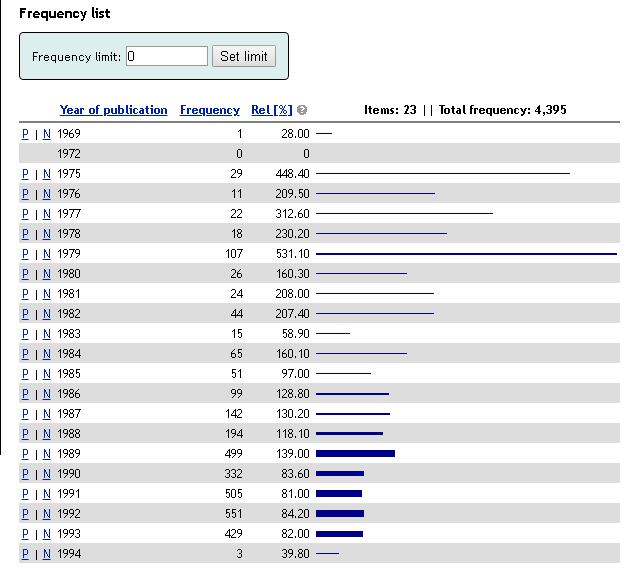 Frequency list
Frequency limit: 0 Set limit
Year of publication Frequency Rel [%] ? Items: 23 || Total frequency: 4,395
P | N 1969 1 28.00
1972 0 0
P | N 1975 29 448.40
P | N 1976 11 209.50
P | N 1977 22 312.60
P | N 1978 18 230.20
P | N 1979 107 531.10
P | N 1980 26 160.30
P | N 1981 24 208.00
P | N 1982 44 207.40
P | N 1983 15 58.90
P | N 1984 65 160.10
P | N 1985 51 97.00
P | N 1986 99 128.80
P | N 1987 142 130.20
P | N 1988 194 118.10
P | N 1989 499 139.00
P | N 1990 332 83.60
P | N 1991 505 81.00
P | N 1992 551 84.20
P | N 1993 429 82.00
P | N 1994 3 39.80